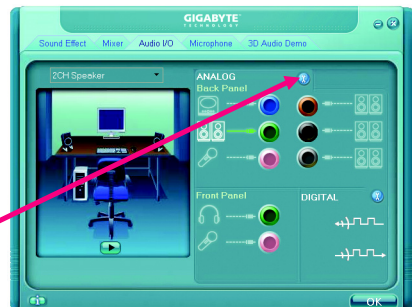 GIGABYTE
TECHNOLOGY
Sound Effect Mixer Audio I/O Microphone 3D Audio Demo
2CH Speaker
ANALOG
Back Panel
Front Panel
DIGITAL
OK